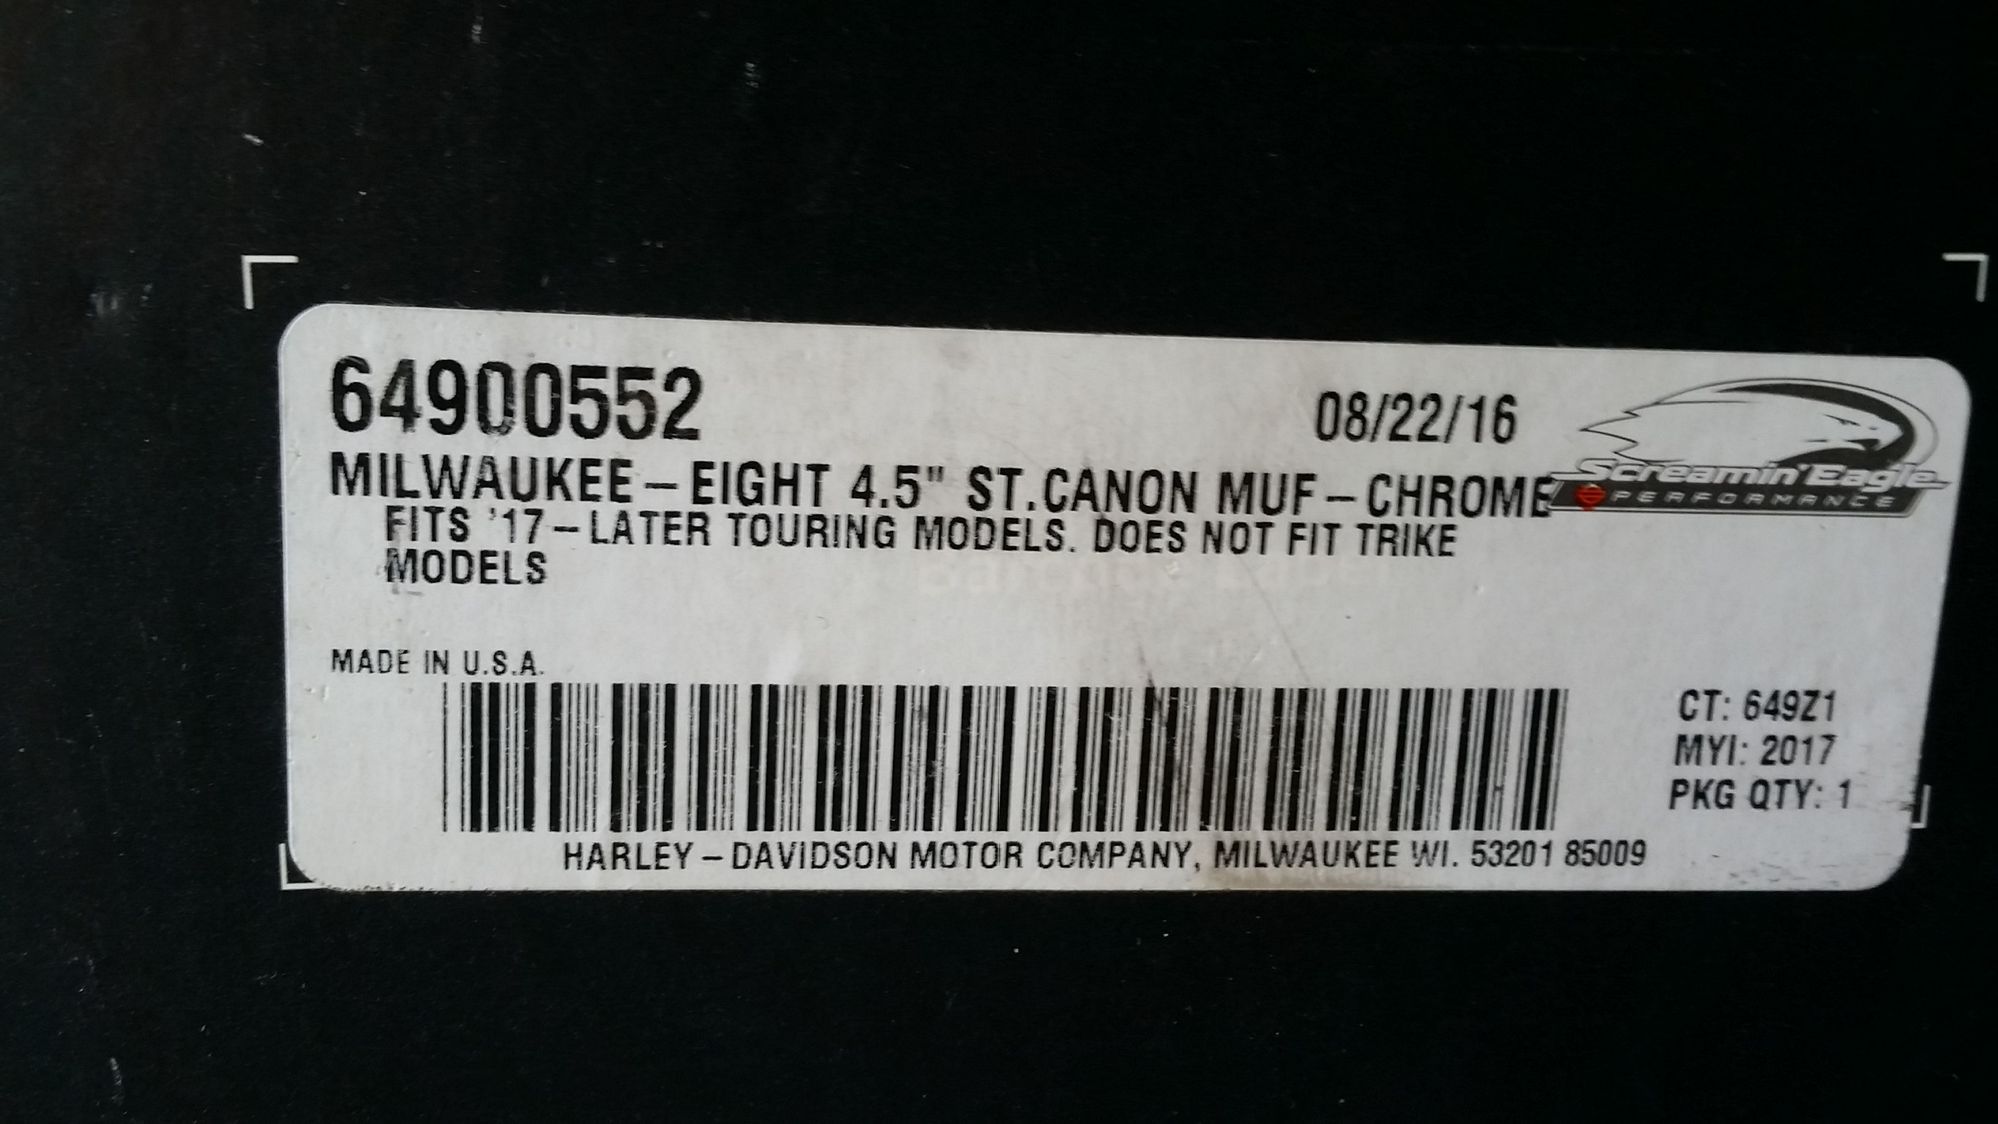 64900552
08/22/16
MILWAUKEE-EIGHT 4.5" ST.CANON MUF-CHROME
Screamin' Eagle
PERFORMANCE
FITS '17-LATER TOURING MODELS. DOES NOT FIT TRIKE
MODELS
MADE IN U.S.A.
CT: 649Z1
MYI: 2017
PKG QTY: 1
HARLEY-DAVIDSON MOTOR COMPANY, MILWAUKEE WI. 53201 85009